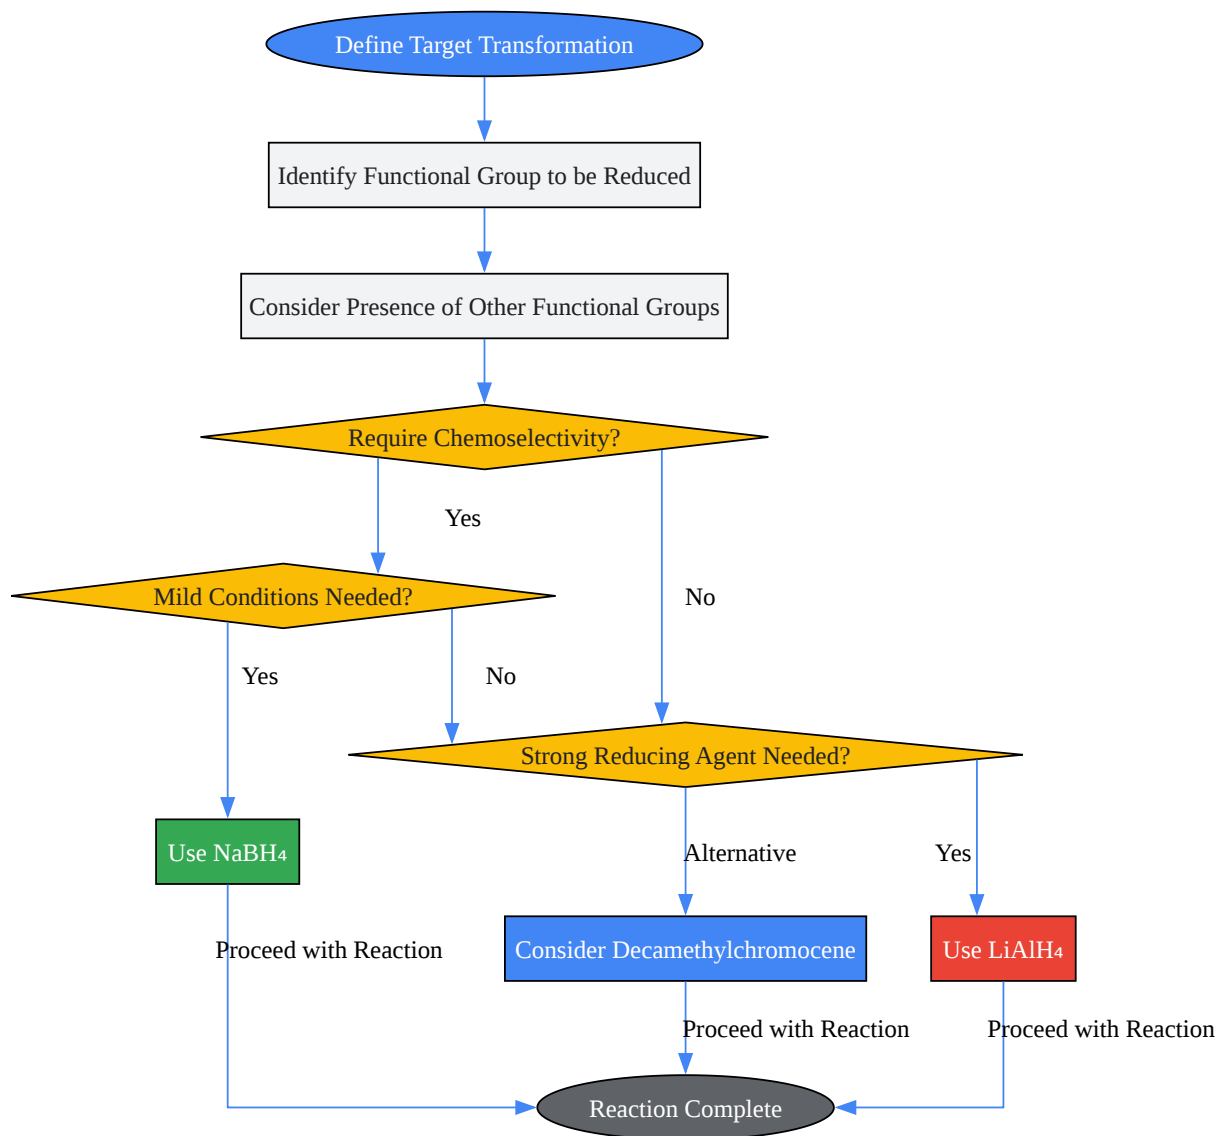 Define Target Transformation
Identify Functional Group to be Reduced
Consider Presence of Other Functional Groups
Require Chemoselectivity?
Yes
Mild Conditions Needed?
No
Yes
No
Strong Reducing Agent Needed?
Use NaBH₄
Alternative
Yes
Proceed with Reaction
Consider Decamethylchromocene
Use LiAlH₄
Proceed with Reaction
Proceed with Reaction
Reaction Complete